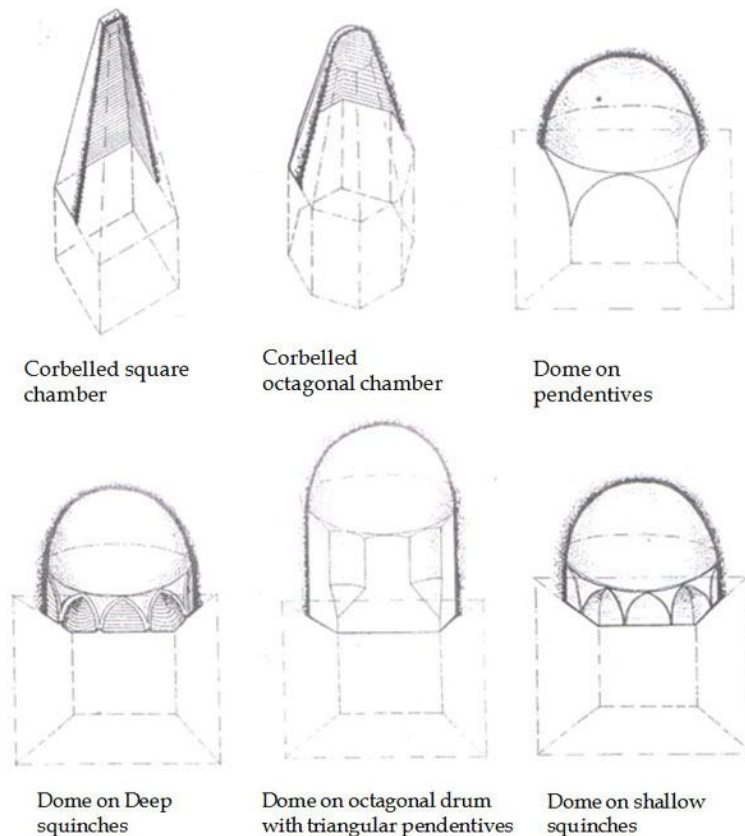 Corbelled square
chamber
Corbelled
octagonal chamber
Dome on
pendentives
Dome on Deep
squinches
Dome on octagonal drum
with triangular pendentives
Dome on shallow
squinches